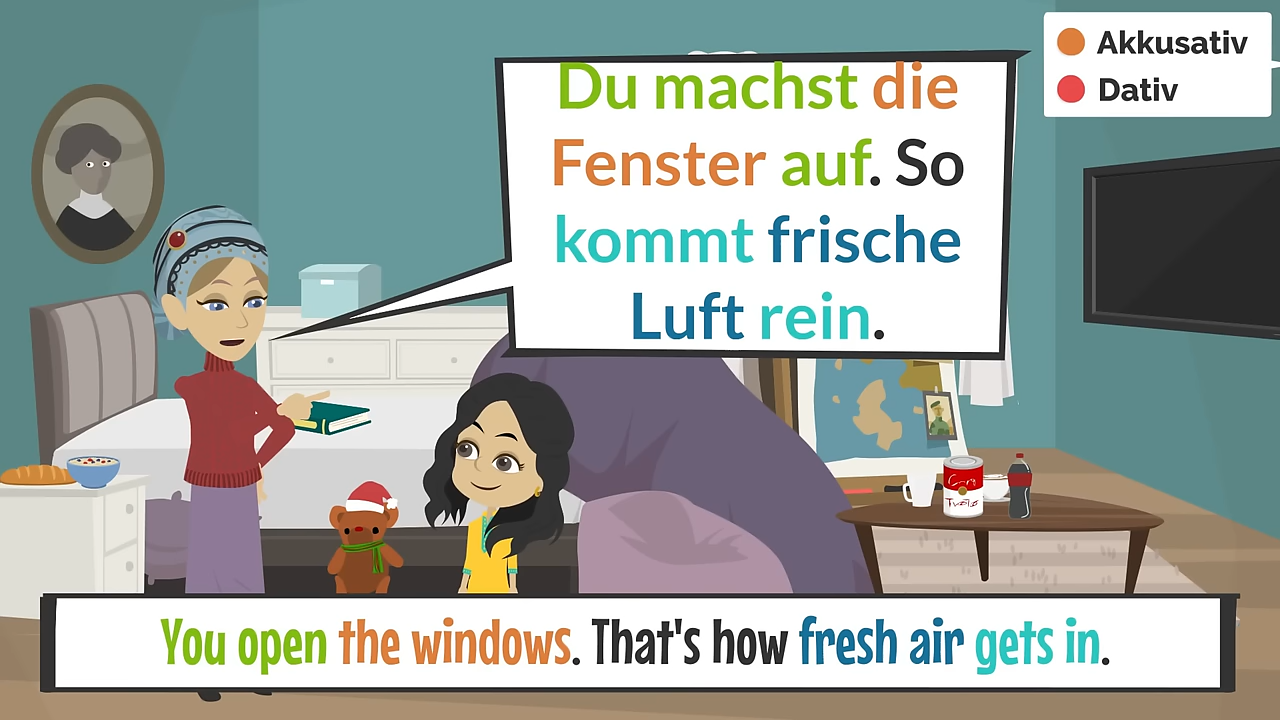 Akkusativ
Dativ
Du machst die
Fenster auf. So
kommt frische
Luft rein.
You open the windows. That's how fresh air gets in.